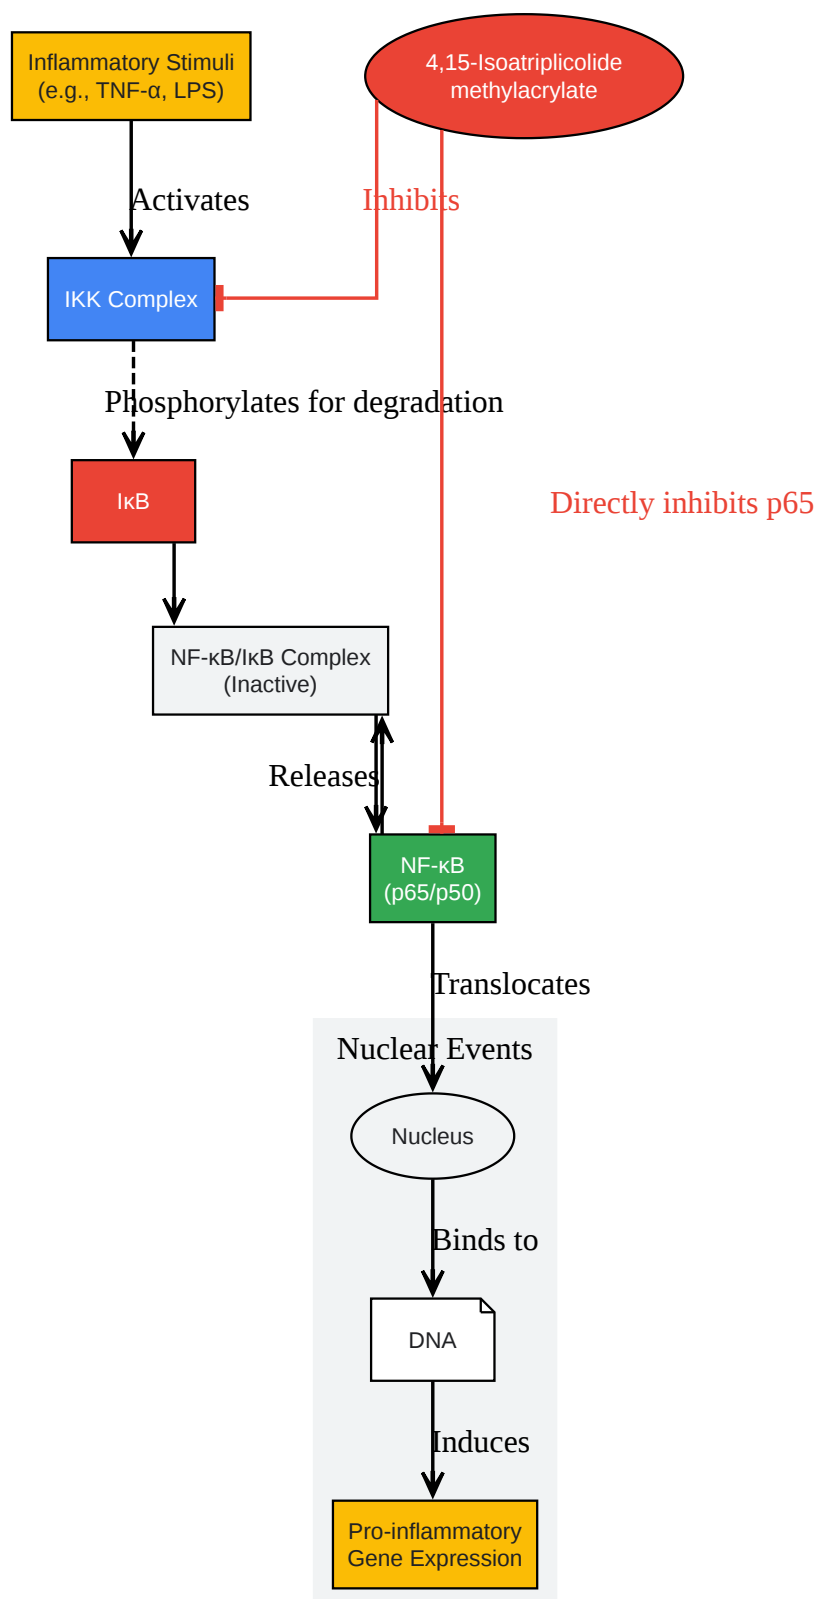 Inflammatory Stimuli
(e.g., TNF-α, LPS)
4,15-Isoatriplicolide
methylacrylate
Activates
Inhibits
IKK Complex
Phosphorylates for degradation
IκB
Directly inhibits p65
NF-κB/IκB Complex
(Inactive)
Releases
NF-κB
(p65/p50)
Translocates
Nuclear Events
Nucleus
Binds to
DNA
Induces
Pro-inflammatory
Gene Expression